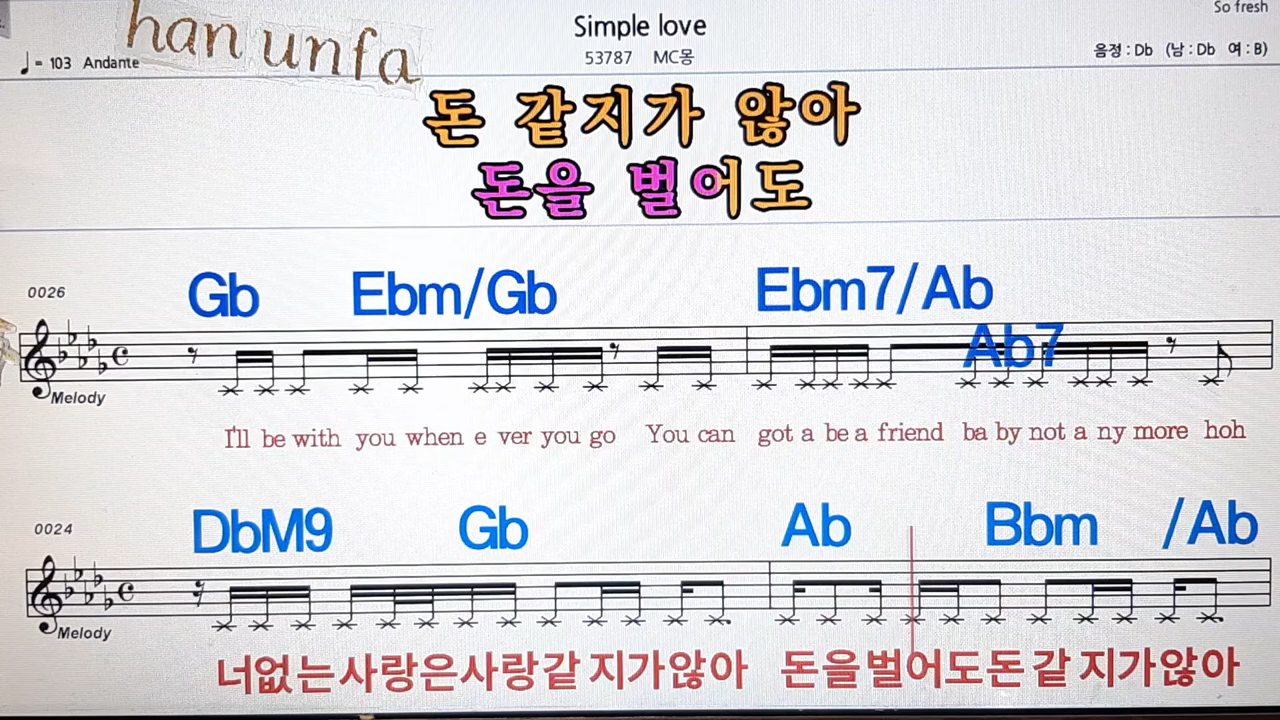 So fresh
han unfa
Simple love
♩= 103 Andante
53787 MC몽
음정 : Db (남 : Db 여 : B)
돈 같지가 않아
돈을 벌어도
0026
Gb Ebm/Gb Ebm7/Ab
Ab7
Melody
I'll be with you when e ver you go You can got a be a friend ba by not a ny more hoh
0024
DbM9 Gb Ab Bbm /Ab
Melody
너없는사랑은사랑같 지가않아 돈을벌어도돈같 지가않아